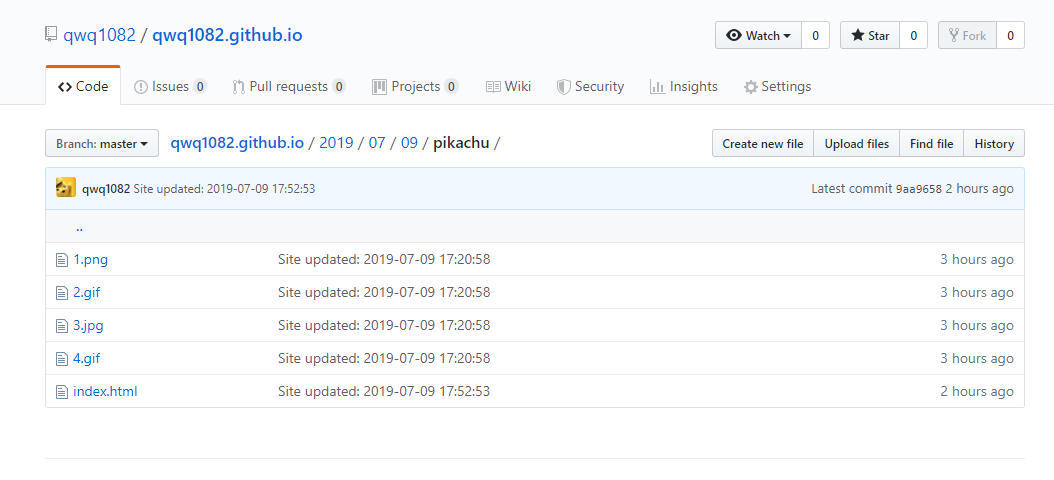 qwq1082 / qwq1082.github.io
Watch 0 Star 0 Fork 0
Code Issues 0 Pull requests 0 Projects 0 Wiki Security Insights Settings
Branch: master qwq1082.github.io / 2019 / 07 / 09 / pikachu / Create new file Upload files Find file History
qwq1082 Site updated: 2019-07-09 17:52:53 Latest commit 9aa9658 2 hours ago
..
1.png Site updated: 2019-07-09 17:20:58 3 hours ago
2.gif Site updated: 2019-07-09 17:20:58 3 hours ago
3.jpg Site updated: 2019-07-09 17:20:58 3 hours ago
4.gif Site updated: 2019-07-09 17:20:58 3 hours ago
index.html Site updated: 2019-07-09 17:52:53 2 hours ago